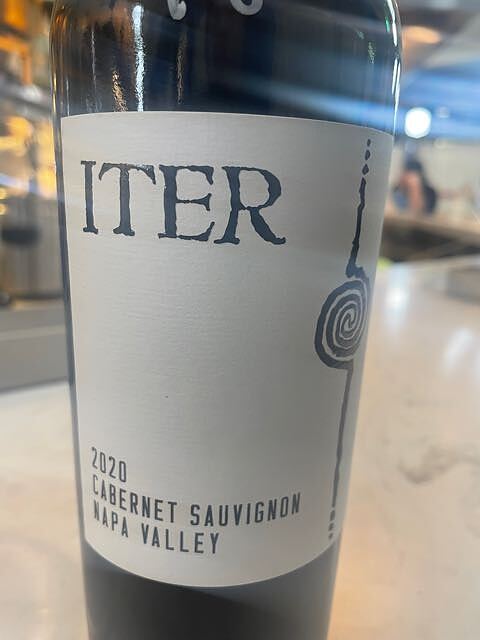 ITER
2020
CABERNET SAUVIGNON
NAPA VALLEY